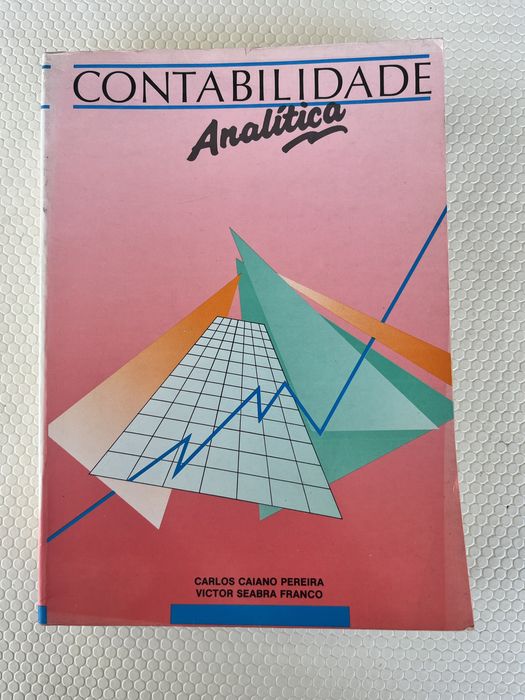 CONTABILIDADE
Analítica
CARLOS CAIANO PEREIRA
VICTOR SEABRA FRANCO